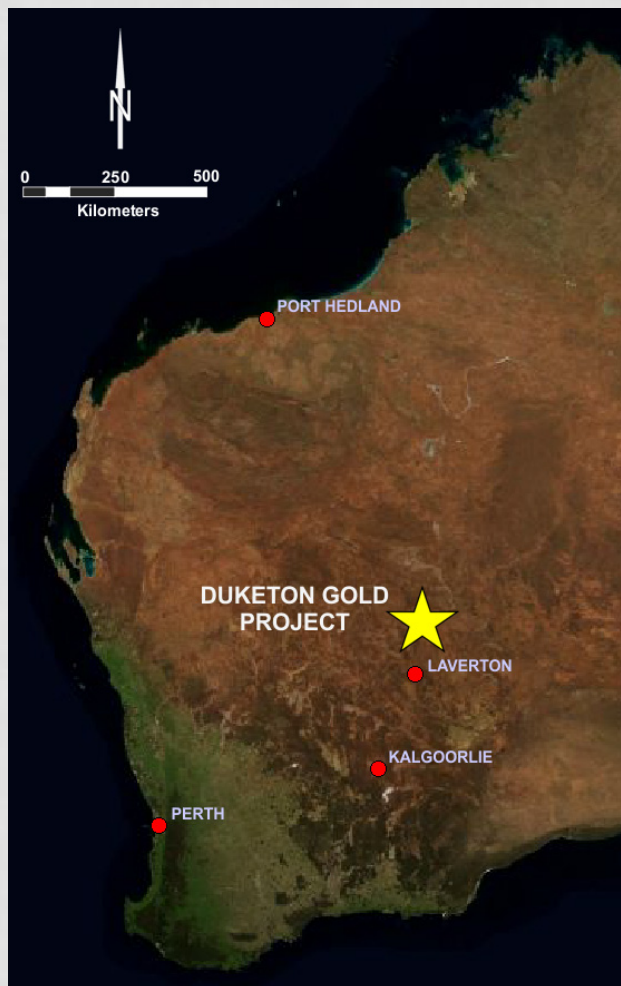 N
0 250 500
Kilometers
PORT HEDLAND
DUKETON GOLD
PROJECT
LAVERTON
KALGOORLIE
PERTH